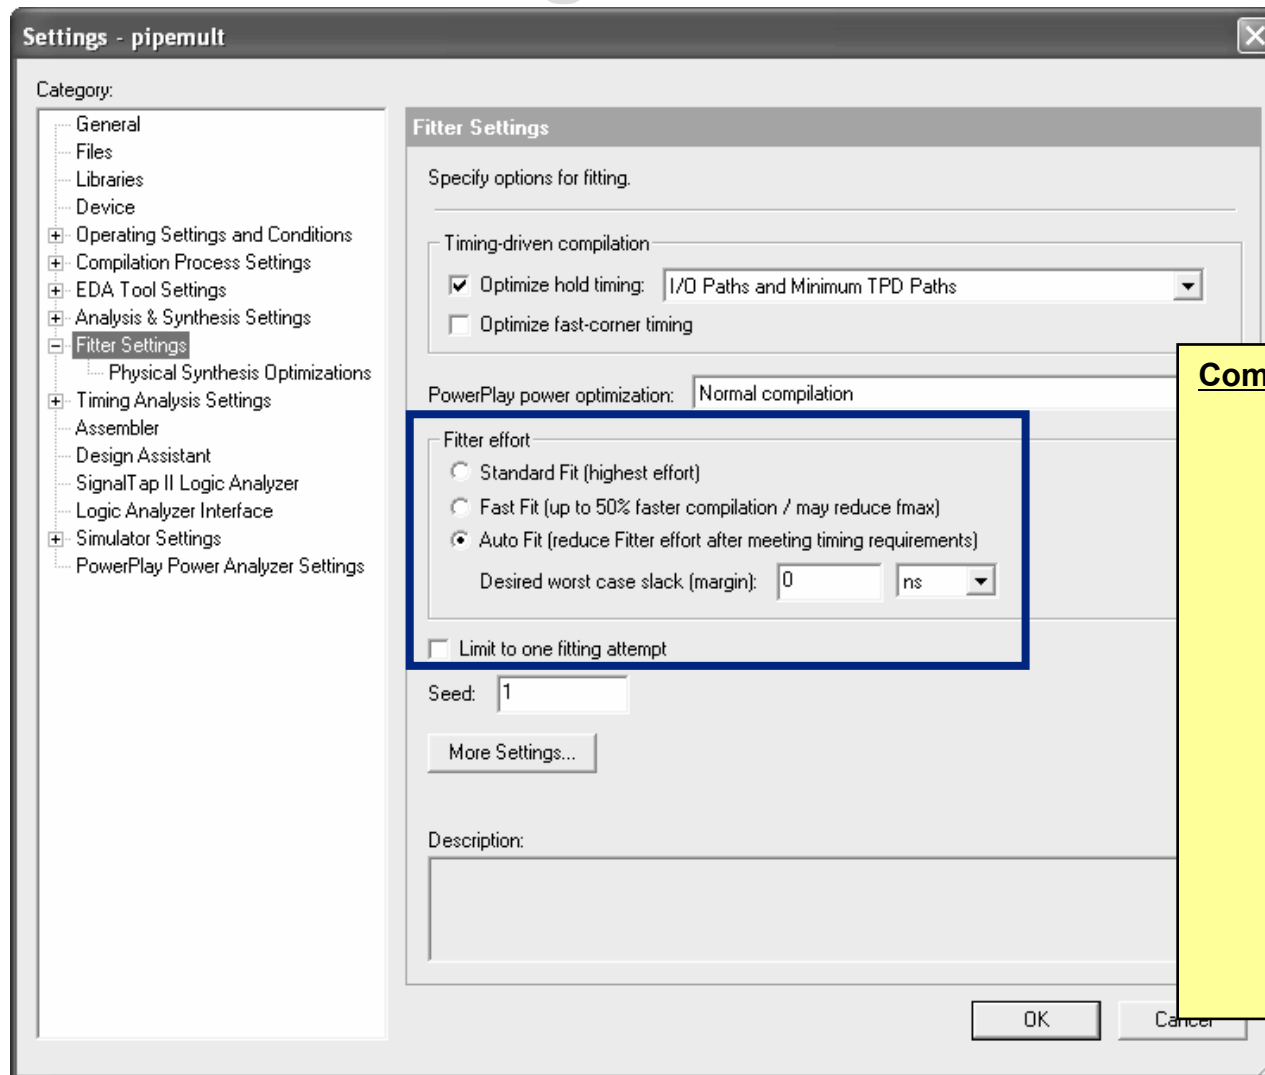 Settings - pipemult
Category:
General
Files
Libraries
Device
Operating Settings and Conditions
Compilation Process Settings
EDA Tool Settings
Analysis & Synthesis Settings
Fitter Settings
Physical Synthesis Optimizations
Timing Analysis Settings
Assembler
Design Assistant
SignalTap II Logic Analyzer
Logic Analyzer Interface
Simulator Settings
PowerPlay Power Analyzer Settings
Fitter Settings
Specify options for fitting.
Timing-driven compilation
Optimize hold timing: I/O Paths and Minimum TPD Paths
Optimize fast-corner timing
PowerPlay power optimization: Normal compilation
Fitter effort
Standard Fit (highest effort)
Fast Fit (up to 50% faster compilation / may reduce fmax)
Auto Fit (reduce Fitter effort after meeting timing requirements)
Desired worst case slack (margin): 0 ns
Limit to one fitting attempt
Seed: 1
More Settings...
Description:
OK Cancel
Com